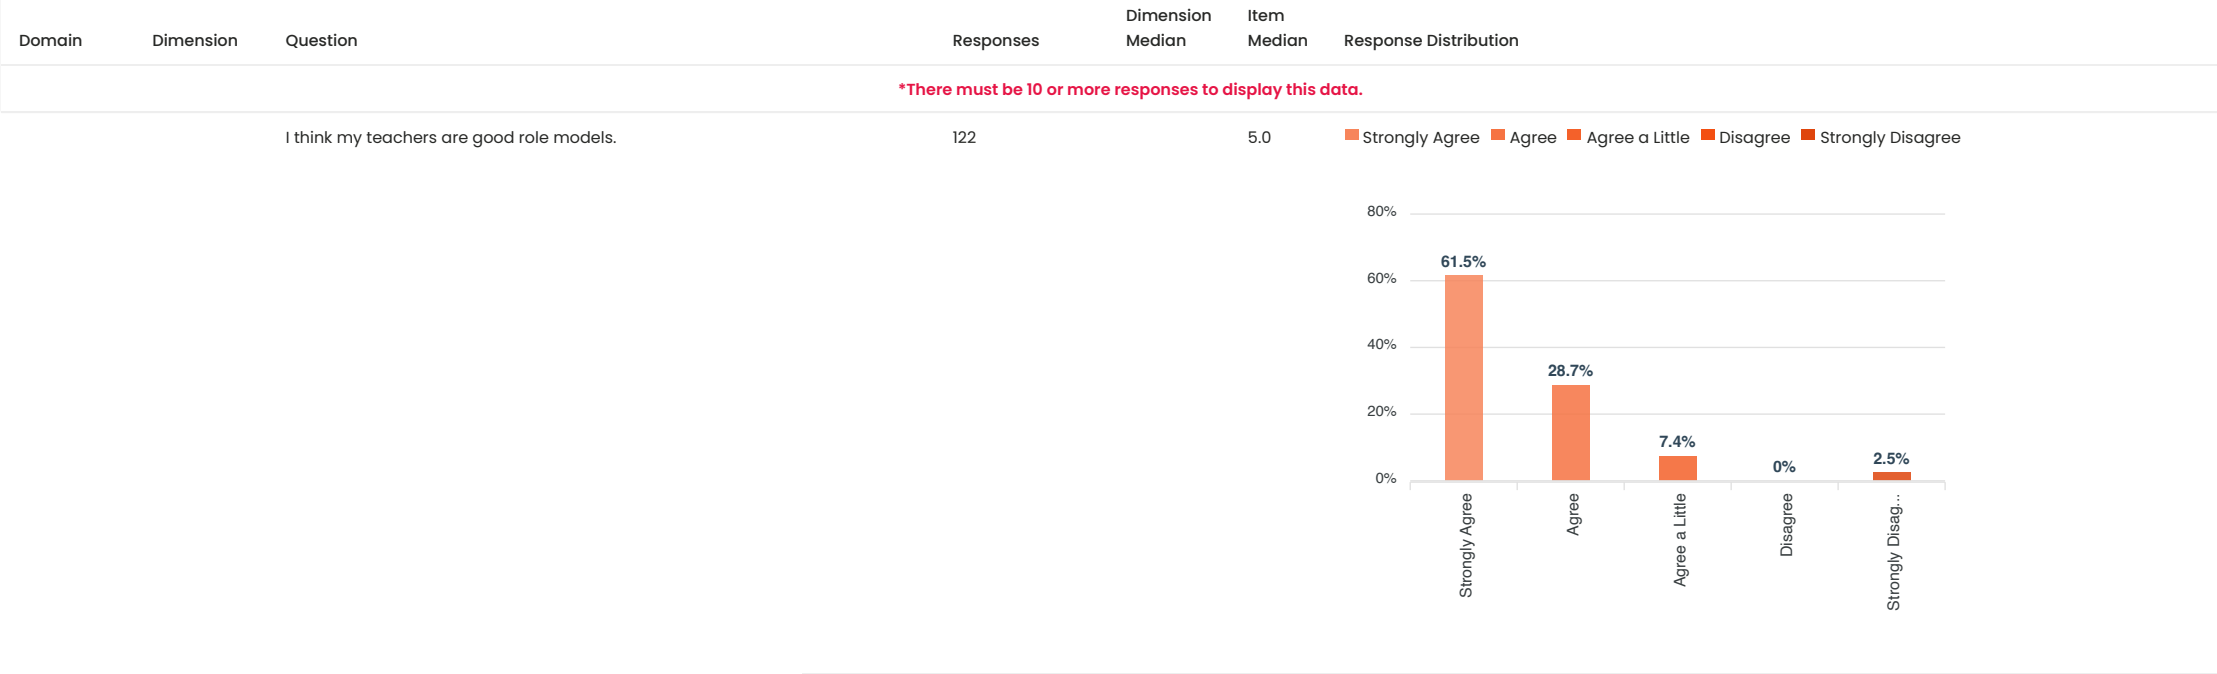 Domain Dimension Question Responses Dimension Median Item Median Response Distribution
*There must be 10 or more responses to display this data.
I think my teachers are good role models. 122 5.0 Strongly Agree Agree Agree a Little Disagree Strongly Disagree
80%
61.5%
60%
40%
28.7%
20%
7.4%
0%
2.5%
0%
Strongly Agree
Agree
Agree a Little
Disagree
Strongly Disag...